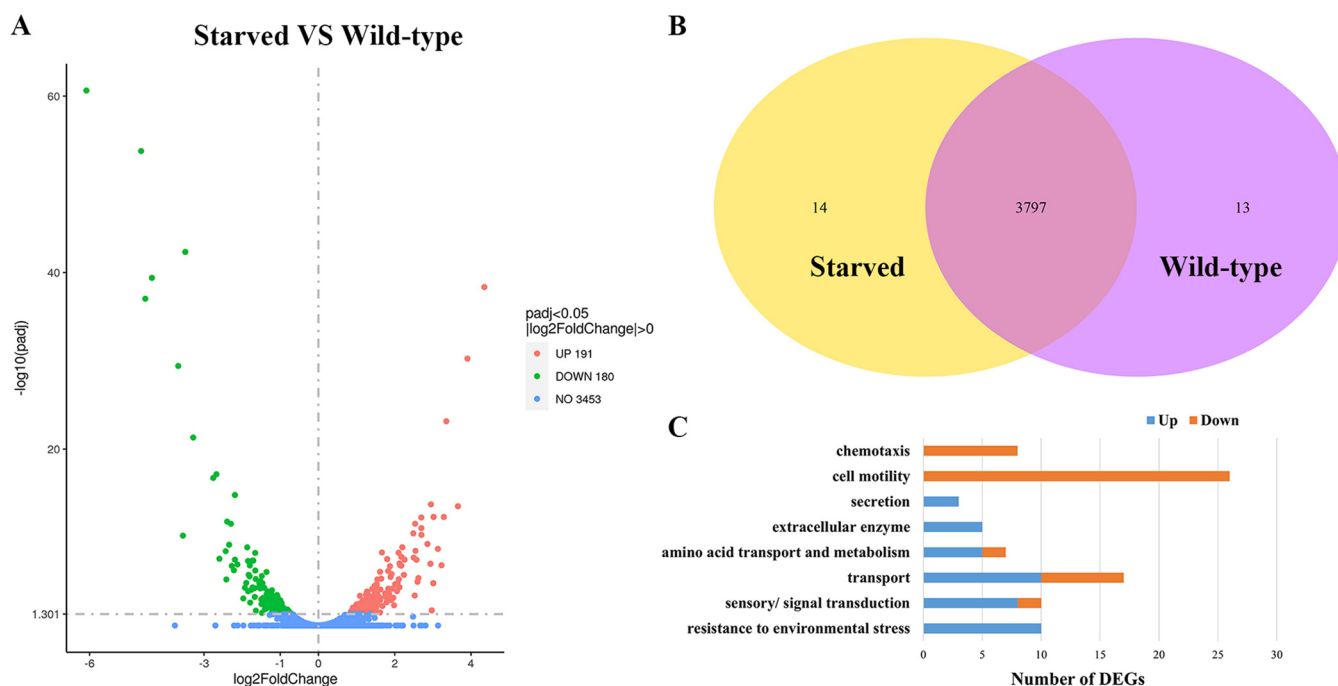 A
Starved VS Wild-type
60
40
20
1.301
-log10(padj)
-6
-3
-1
0
2
4
log2FoldChange
padj<0.05
|log2FoldChange|>0
UP 191
DOWN 180
NO 3453
B
14
3797
13
Starved
Wild-type
C
Up
Down
chemotaxis
cell motility
secretion
extracellular enzyme
amino acid transport and metabolism
transport
sensory/ signal transduction
resistance to environmental stress
0
5
10
15
20
25
30
Number of DEGs